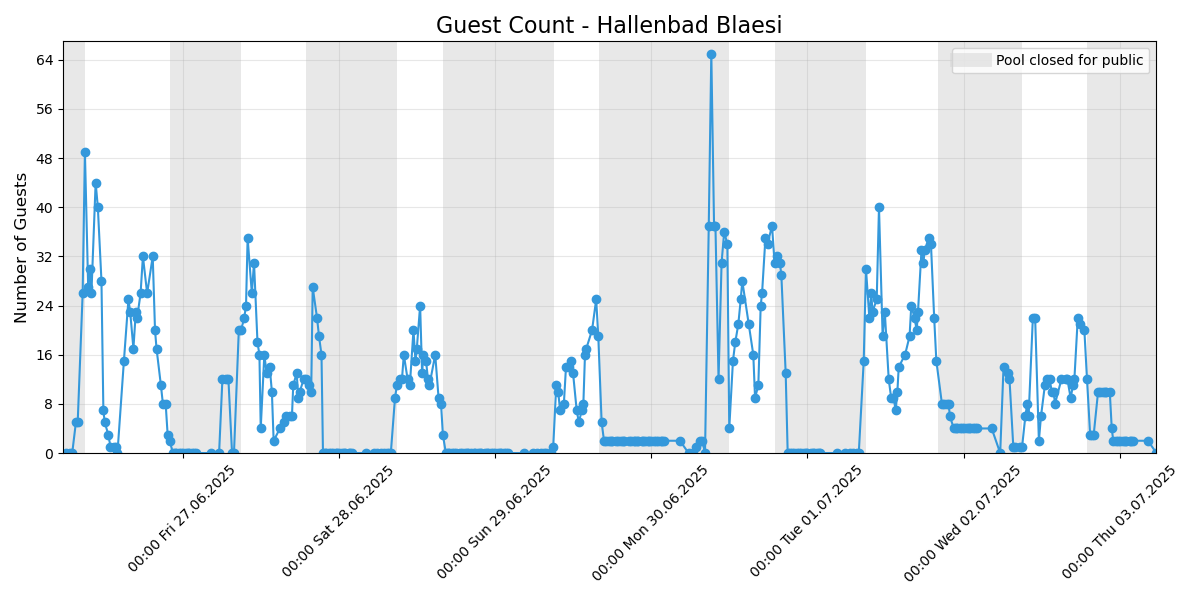 Guest Count - Hallenbad Blaesi
Pool closed for public
Number of Guests
64
56
48
40
32
24
16
8
0
00:00 Fri 27.06.2025
00:00 Sat 28.06.2025
00:00 Sun 29.06.2025
00:00 Mon 30.06.2025
00:00 Tue 01.07.2025
00:00 Wed 02.07.2025
00:00 Thu 03.07.2025